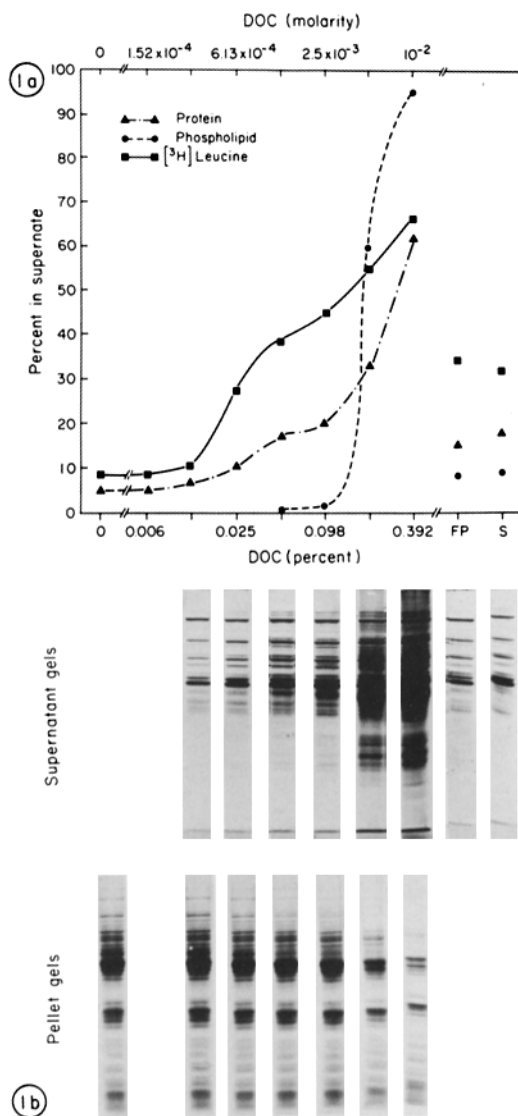 DOC (molarity)
0 1.52×10⁻⁴ 6.13×10⁻⁴ 2.5×10⁻³ 10⁻²
1a
100
90
80
70
60
50
40
30
20
10
0
Percent in supernate
Protein
Phospholipid
[³H] Leucine
0 0.006 0.025 0.098 0.392 FP S
DOC (percent)
Supernatant gels
Pellet gels
1b